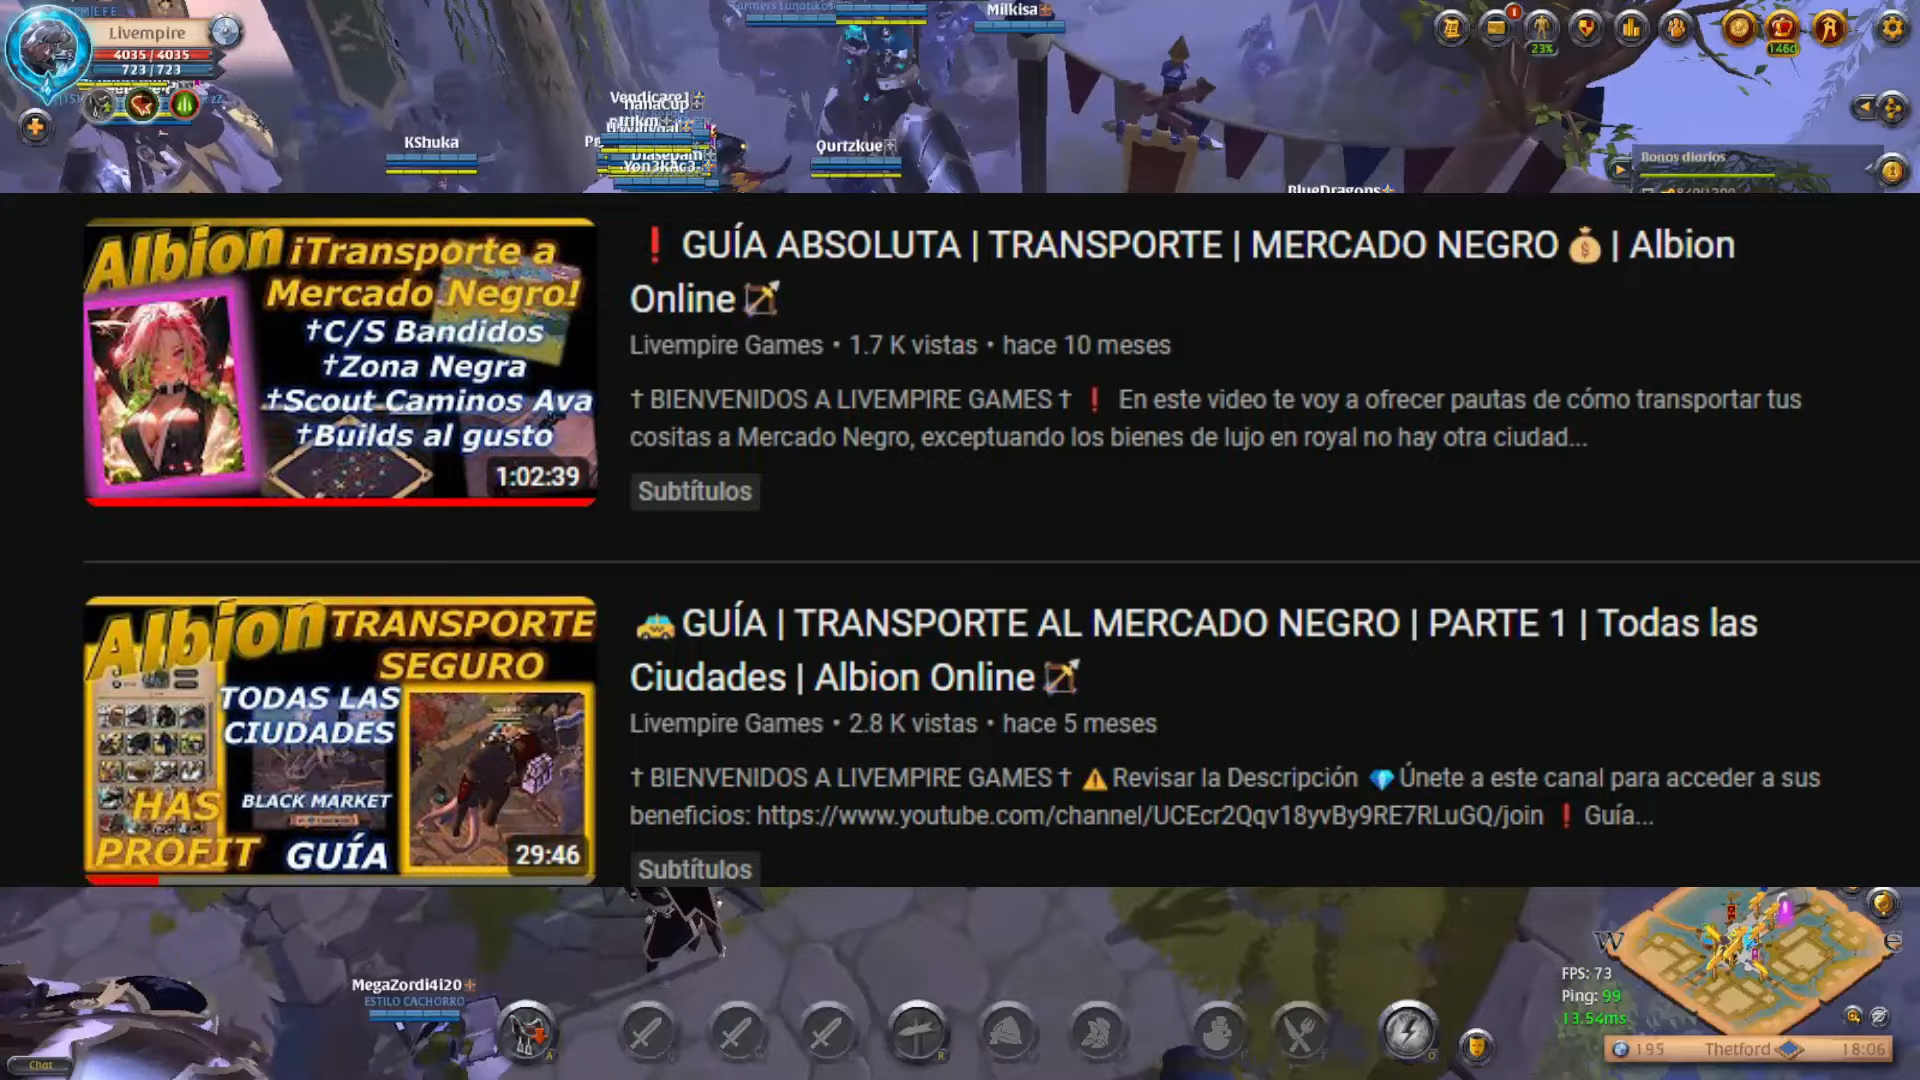 Livempire
4035/4035
723/723
Milkisa
Vendicare1
KShuka
Yon3kAc3
Qurtzkue
BlueDragons
23%
146d
Bonos diarios
Albion
¡Transporte a
Mercado Negro!
†C/S Bandidos
†Zona Negra
†Scout Caminos Ava
†Builds al gusto
1:02:39
❗ GUÍA ABSOLUTA | TRANSPORTE | MERCADO NEGRO💰 | Albion
Online🏹
Livempire Games • 1.7 K vistas • hace 10 meses
† BIENVENIDOS A LIVEMPIRE GAMES † ❗ En este video te voy a ofrecer pautas de cómo transportar tus
cositas a Mercado Negro, exceptuando los bienes de lujo en royal no hay otra ciudad...
Subtítulos
Albion
TRANSPORTE
SEGURO
TODAS LAS
CIUDADES
BLACK MARKET
HAS
PROFIT
GUÍA
29:46
🚕GUÍA | TRANSPORTE AL MERCADO NEGRO | PARTE 1 | Todas las
Ciudades | Albion Online🏹
Livempire Games • 2.8 K vistas • hace 5 meses
† BIENVENIDOS A LIVEMPIRE GAMES † ⚠️Revisar la Descripción 💎Únete a este canal para acceder a sus
beneficios: https://www.youtube.com/channel/UCEcr2Qqv18yvBy9RE7RLuGQ/join ❗ Guía...
Subtítulos
MegaZordi4i20
ESTILO CACHORRO
Chat
A
R
W
e
FPS: 73
Ping: 99
13.54ms
195
Thetford
18:06